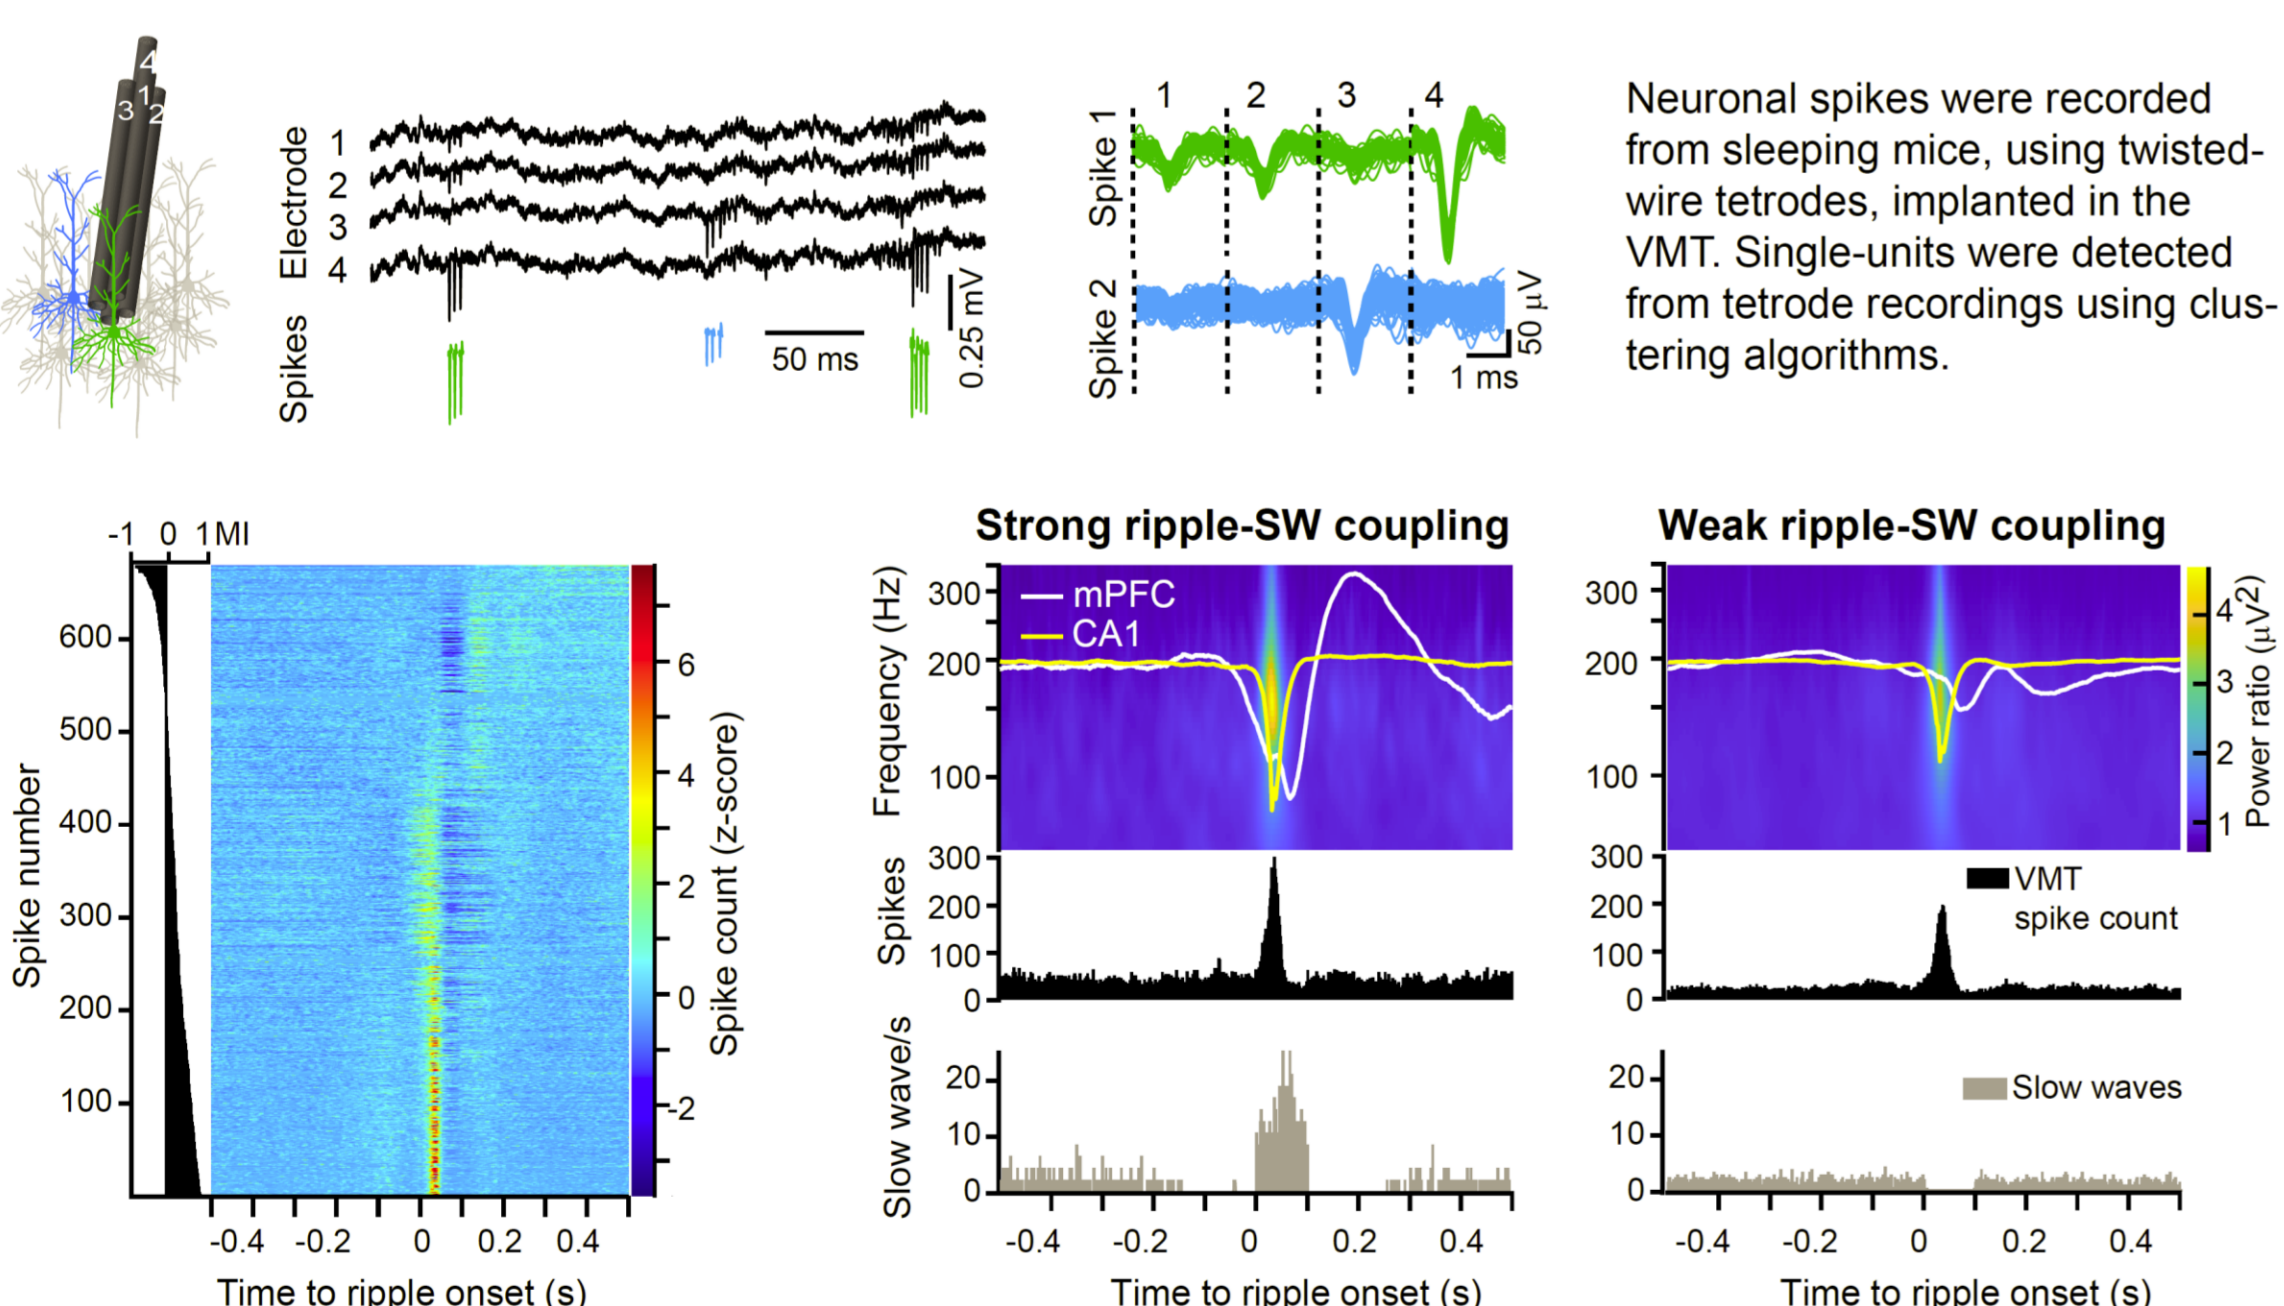 4
3
1
2
Electrode
1
2
3
4
Spikes
50 ms
0.25 mV
1 2 3 4
Spike 1
Spike 2
50 µV
1 ms
Neuronal spikes were recorded
from sleeping mice, using twisted-
wire tetrodes, implanted in the
VMT. Single-units were detected
from tetrode recordings using clus-
tering algorithms.
-1 0 1 MI
Spike number
600
500
400
300
200
100
6
4
2
0
-2
Spike count (z-score)
-0.4 -0.2 0 0.2 0.4
Time to ripple onset (s)
Strong ripple-SW coupling
Frequency (Hz)
300
200
100
mPFC
CA1
Spikes
300
200
100
0
Slow wave/s
20
10
0
-0.4 -0.2 0 0.2 0.4
Time to ripple onset (s)
Weak ripple-SW coupling
300
200
100
4
3
2
1
Power ratio (µV2)
300
200
100
0
VMT
spike count
20
10
0
Slow waves
-0.4 -0.2 0 0.2 0.4
Time to ripple onset (s)